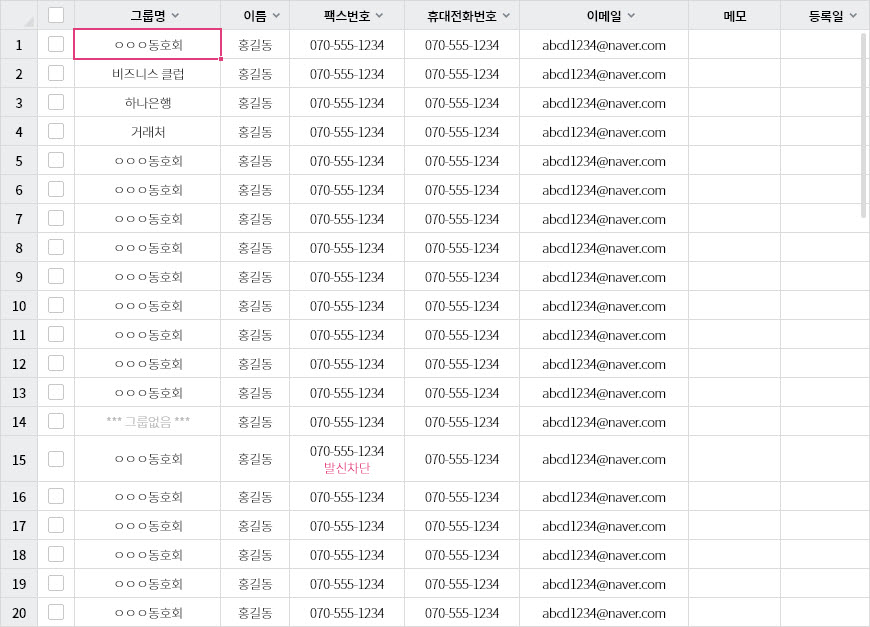 그룹명 이름 팩스번호 휴대전화번호 이메일 메모 등록일
1 ㅇㅇㅇ동호회 홍길동 070-555-1234 070-555-1234 abcd1234@naver.com
2 비즈니스 클럽 홍길동 070-555-1234 070-555-1234 abcd1234@naver.com
3 하나은행 홍길동 070-555-1234 070-555-1234 abcd1234@naver.com
4 거래처 홍길동 070-555-1234 070-555-1234 abcd1234@naver.com
5 ㅇㅇㅇ동호회 홍길동 070-555-1234 070-555-1234 abcd1234@naver.com
6 ㅇㅇㅇ동호회 홍길동 070-555-1234 070-555-1234 abcd1234@naver.com
7 ㅇㅇㅇ동호회 홍길동 070-555-1234 070-555-1234 abcd1234@naver.com
8 ㅇㅇㅇ동호회 홍길동 070-555-1234 070-555-1234 abcd1234@naver.com
9 ㅇㅇㅇ동호회 홍길동 070-555-1234 070-555-1234 abcd1234@naver.com
10 ㅇㅇㅇ동호회 홍길동 070-555-1234 070-555-1234 abcd1234@naver.com
11 ㅇㅇㅇ동호회 홍길동 070-555-1234 070-555-1234 abcd1234@naver.com
12 ㅇㅇㅇ동호회 홍길동 070-555-1234 070-555-1234 abcd1234@naver.com
13 ㅇㅇㅇ동호회 홍길동 070-555-1234 070-555-1234 abcd1234@naver.com
14 *** 그룹없음 *** 홍길동 070-555-1234 070-555-1234 abcd1234@naver.com
15 ㅇㅇㅇ동호회 홍길동 070-555-1234 070-555-1234 abcd1234@naver.com
발신차단
16 ㅇㅇㅇ동호회 홍길동 070-555-1234 070-555-1234 abcd1234@naver.com
17 ㅇㅇㅇ동호회 홍길동 070-555-1234 070-555-1234 abcd1234@naver.com
18 ㅇㅇㅇ동호회 홍길동 070-555-1234 070-555-1234 abcd1234@naver.com
19 ㅇㅇㅇ동호회 홍길동 070-555-1234 070-555-1234 abcd1234@naver.com
20 ㅇㅇㅇ동호회 홍길동 070-555-1234 070-555-1234 abcd1234@naver.com